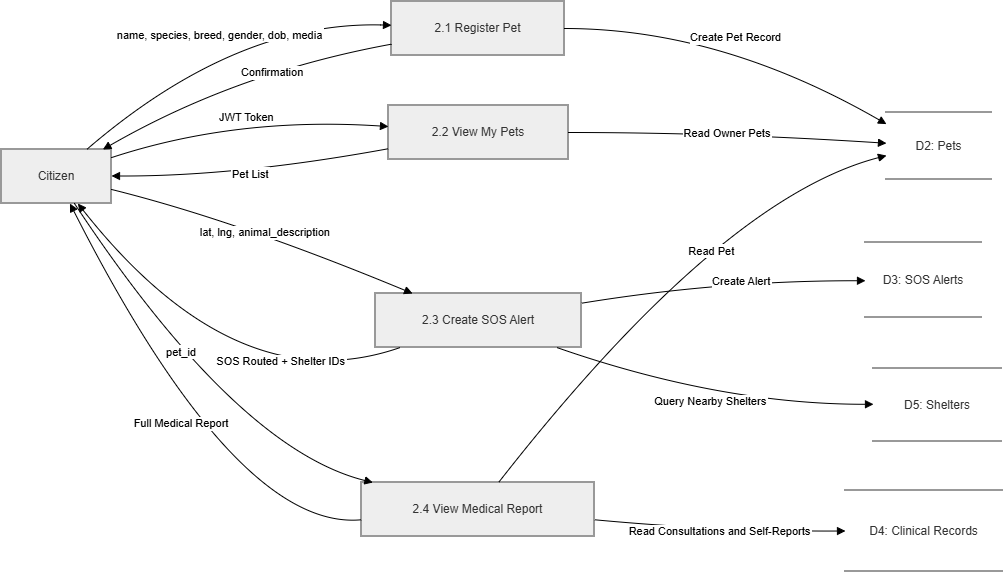 2.1 Register Pet
name, species, breed, gender, dob, media
Create Pet Record
Confirmation
JWT Token
2.2 View My Pets
Read Owner Pets
D2: Pets
Citizen
Pet List
lat, lng, animal_description
Read Pet
Create Alert
D3: SOS Alerts
2.3 Create SOS Alert
pet_id
SOS Routed + Shelter IDs
Query Nearby Shelters
D5: Shelters
Full Medical Report
2.4 View Medical Report
Read Consultations and Self-Reports
D4: Clinical Records